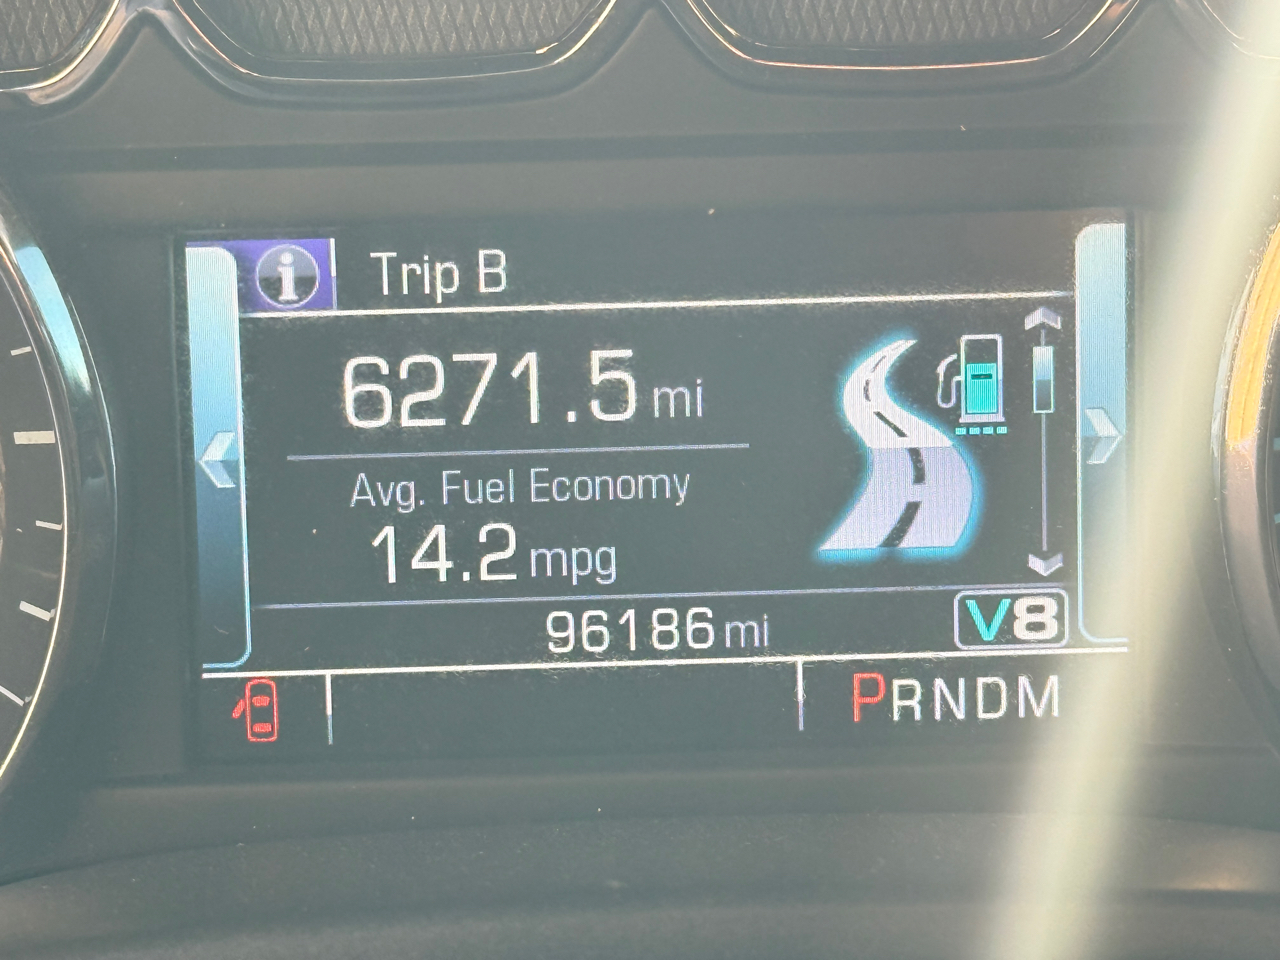 i Trip B
6271.5 mi
Avg. Fuel Economy
14.2 mpg
96186 mi
V8
PRNDM